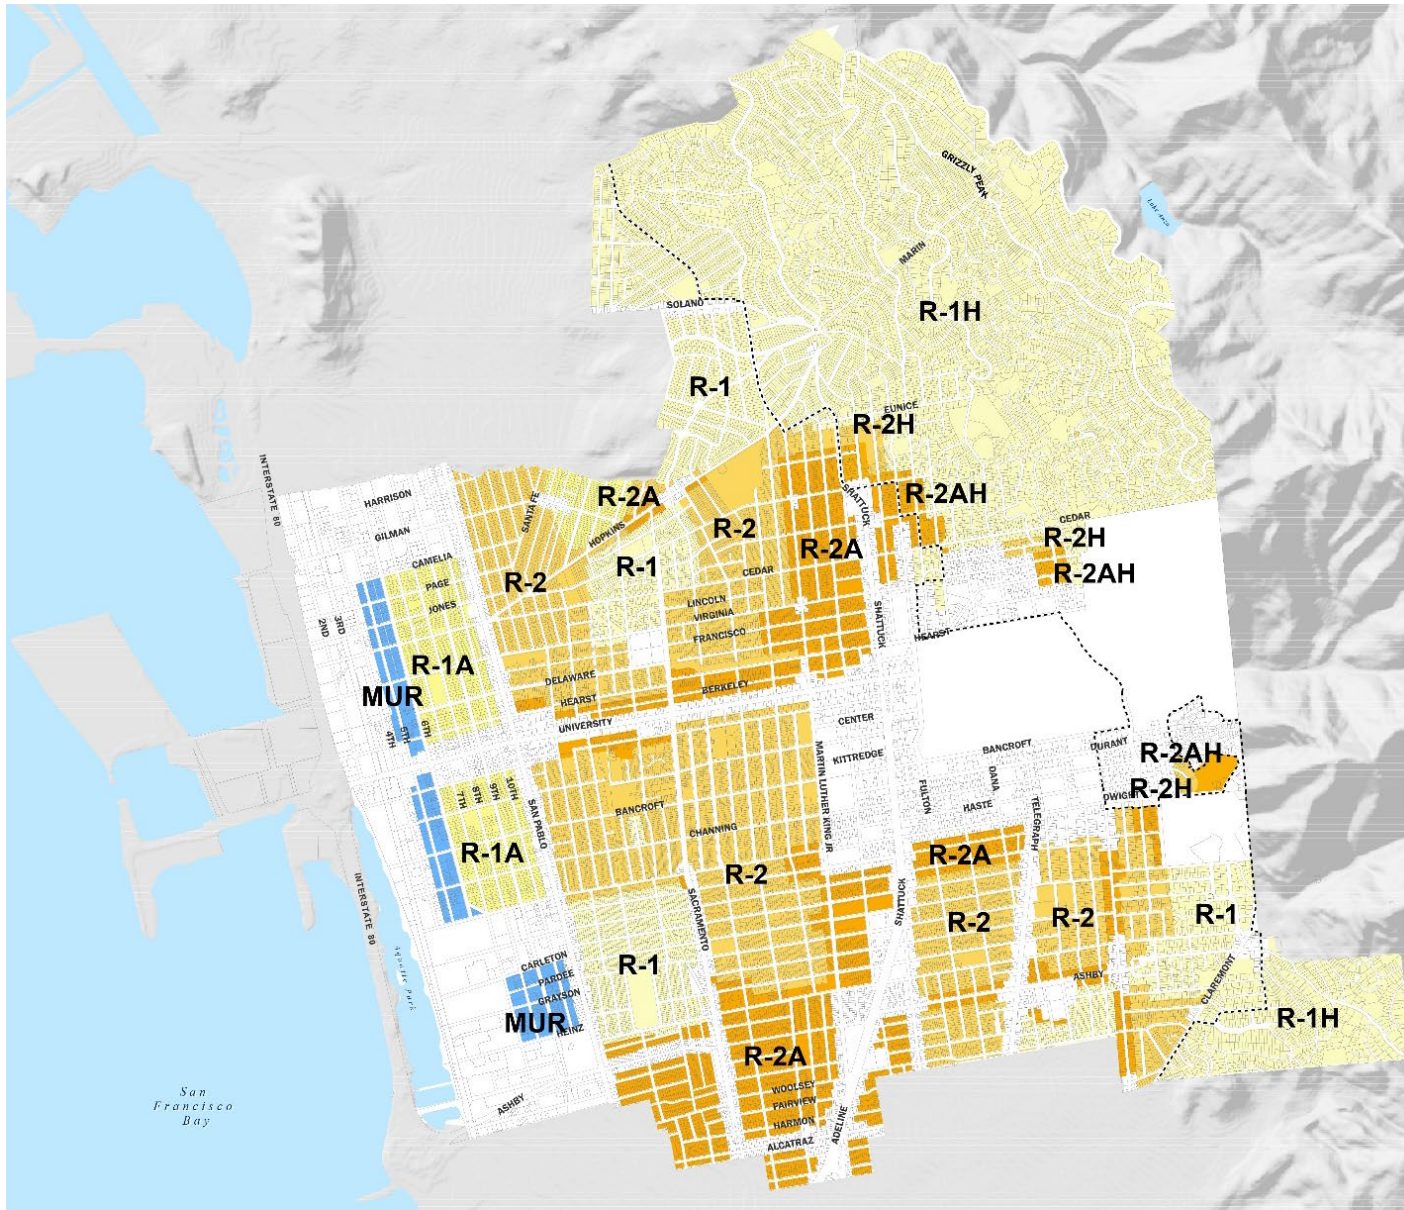 GRIZZLY PEAK
Lake Anza
MARIN
SOLANO
R-1H
R-1
EUNICE
R-2H
INTERSTATE 80
HARRISON
SANTA FE
R-2A
SHATTUCK
R-2AH
GILMAN
HOPKINS
R-2
R-2A
CEDAR
R-2H
CAMELIA
R-1
R-2AH
PAGE
R-2
CEDAR
JONES
LINCOLN
VIRGINIA
FRANCISCO
SHATTUCK
HEARST
3RD
2ND
R-1A
MUR
DELAWARE
HEARST
BERKELEY
UNIVERSITY
6TH
5TH
4TH
CENTER
KITTREDGE
BANCROFT
DURANT
R-2AH
R-2H
DWIGHT
MARTIN LUTHER KING JR
DANA
FULTON
HASTE
TELEGRAPH
10TH
9TH
8TH
7TH
SAN PABLO
BANCROFT
CHANNING
R-1A
R-2
R-2A
INTERSTATE 80
SACRAMENTO
SHATTUCK
R-2
R-2
R-1
Aquatic Park
CARLETON
PARDEE
GRAYSON
HEINZ
MUR
R-1
ASHBY
CLAREMONT
R-1H
R-2A
WOOLSEY
FAIRVIEW
HARMON
ALCATRAZ
ADELINE
ASHBY
San
Francisco
Bay